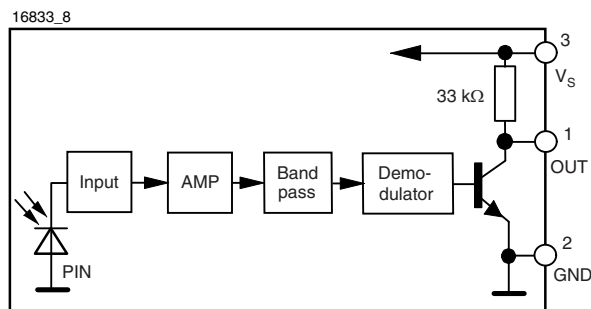 16833_8
3
V_S
33 kΩ
1
OUT
Input
AMP
Band
pass
Demo-
dulator
2
GND
PIN